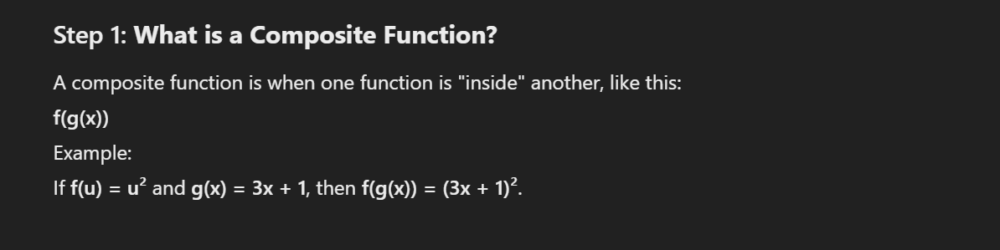 Step 1: What is a Composite Function?
A composite function is when one function is "inside" another, like this:
f(g(x))
Example:
If f(u) = u² and g(x) = 3x + 1, then f(g(x)) = (3x + 1)².